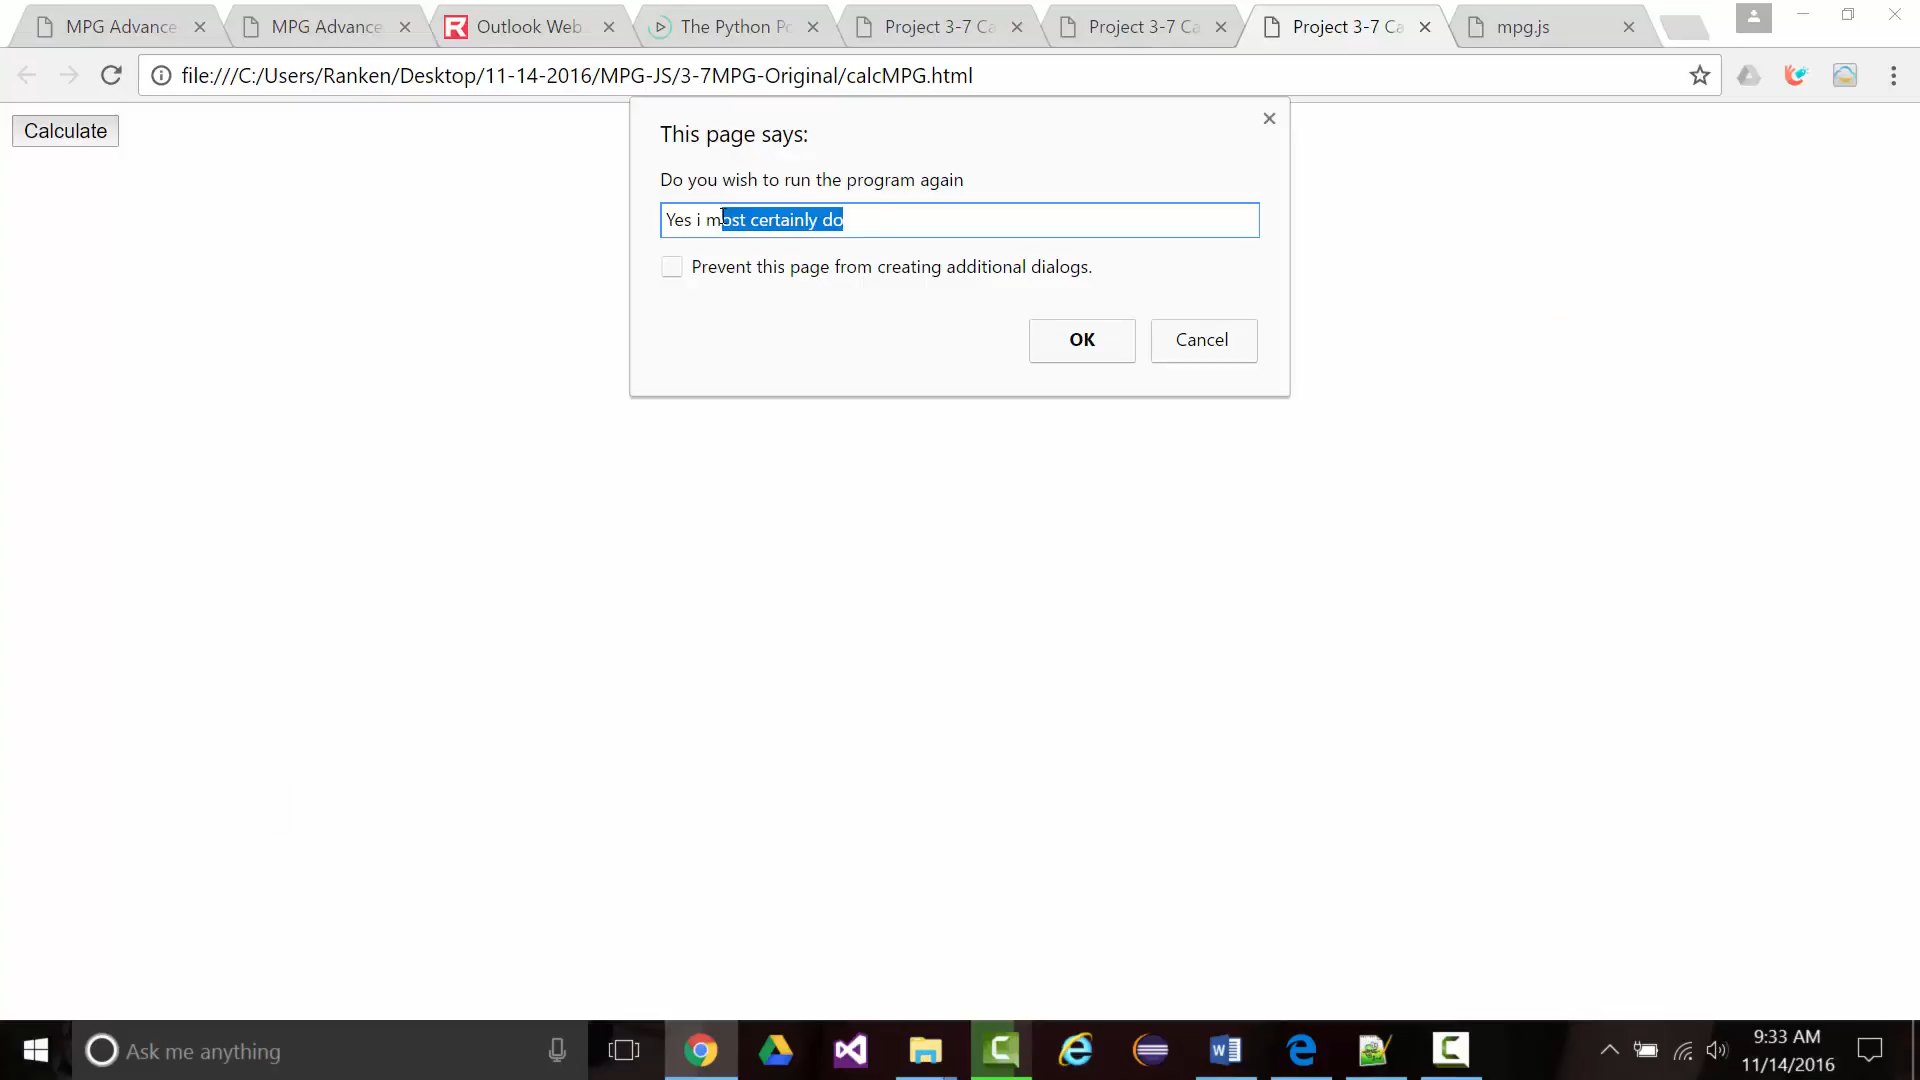 MPG Advance
MPG Advance
Outlook Web
The Python Po
Project 3-7 Ca
Project 3-7 Ca
Project 3-7 Ca
mpg.js
file:///C:/Users/Ranken/Desktop/11-14-2016/MPG-JS/3-7MPG-Original/calcMPG.html
Calculate
This page says:
Do you wish to run the program again
Yes i most certainly do
Prevent this page from creating additional dialogs.
OK
Cancel
Ask me anything
9:33 AM
11/14/2016